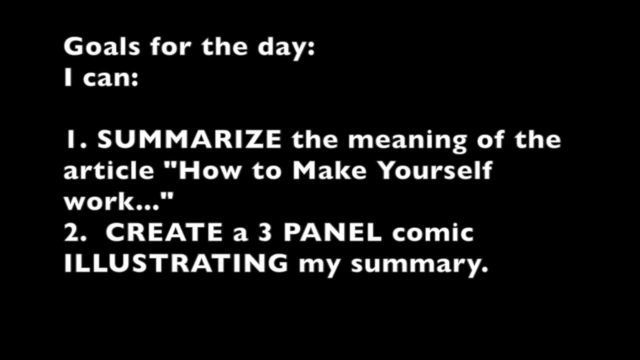 Goals for the day:
I can:
1. SUMMARIZE the meaning of the
article "How to Make Yourself
work..."
2.  CREATE a 3 PANEL comic
ILLUSTRATING my summary.